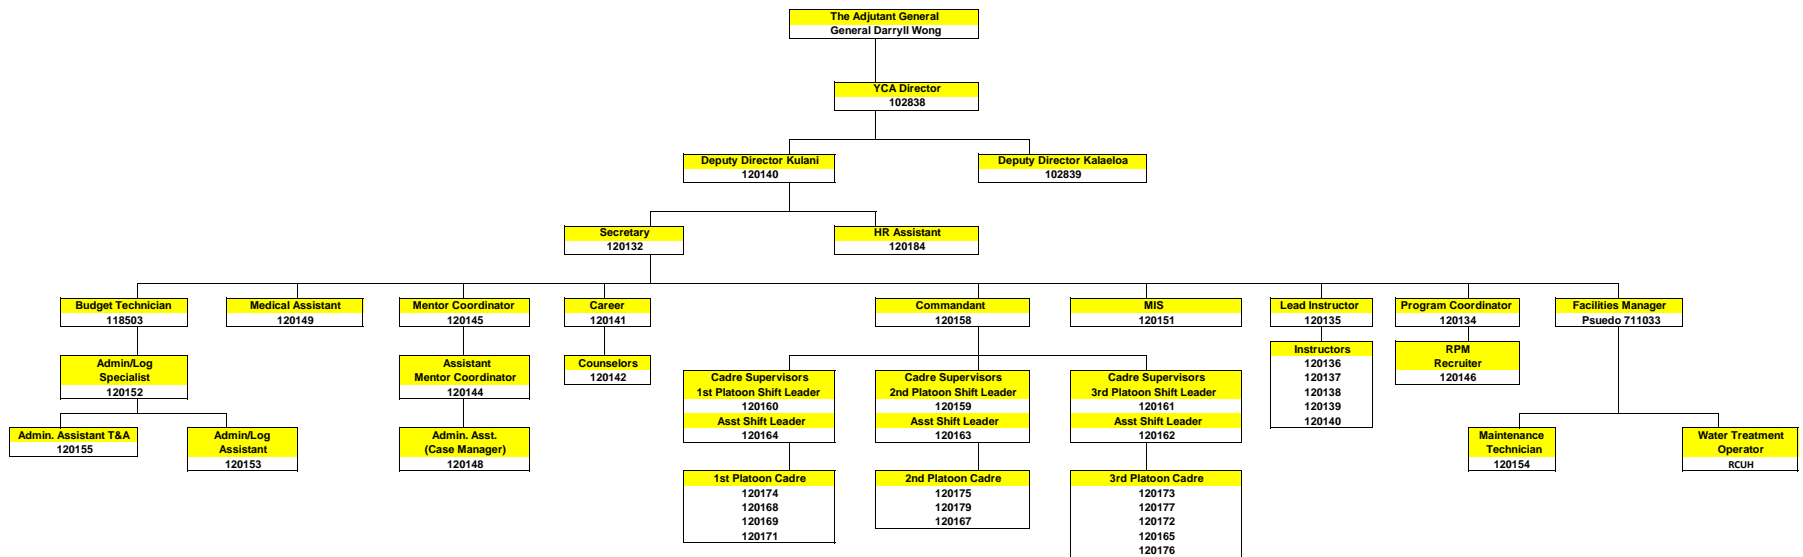 The Adjutant General
General Darryll Wong
YCA Director
102838
Deputy Director Kulani
120140
Deputy Director Kalaeloa
102839
Secretary
120132
HR Assistant
120184
Budget Technician
118503
Medical Assistant
120149
Mentor Coordinator
120145
Career
120141
Commandant
120158
MIS
120151
Lead Instructor
120135
Program Coordinator
120134
Facilities Manager
Psuedo 711033
Admin/Log
Specialist
120152
Assistant
Mentor Coordinator
120144
Counselors
120142
Cadre Supervisors
1st Platoon Shift Leader
120160
Asst Shift Leader
120164
Cadre Supervisors
2nd Platoon Shift Leader
120159
Asst Shift Leader
120163
Cadre Supervisors
3rd Platoon Shift Leader
120161
Asst Shift Leader
120162
Instructors
120136
120137
120138
120139
120140
RPM
Recruiter
120146
Admin. Assistant T&A
120155
Admin/Log
Assistant
120153
Admin. Asst.
(Case Manager)
120148
Maintenance
Technician
120154
Water Treatment
Operator
RCUH
1st Platoon Cadre
120174
120168
120169
120171
2nd Platoon Cadre
120175
120179
120167
3rd Platoon Cadre
120173
120177
120172
120165
120176